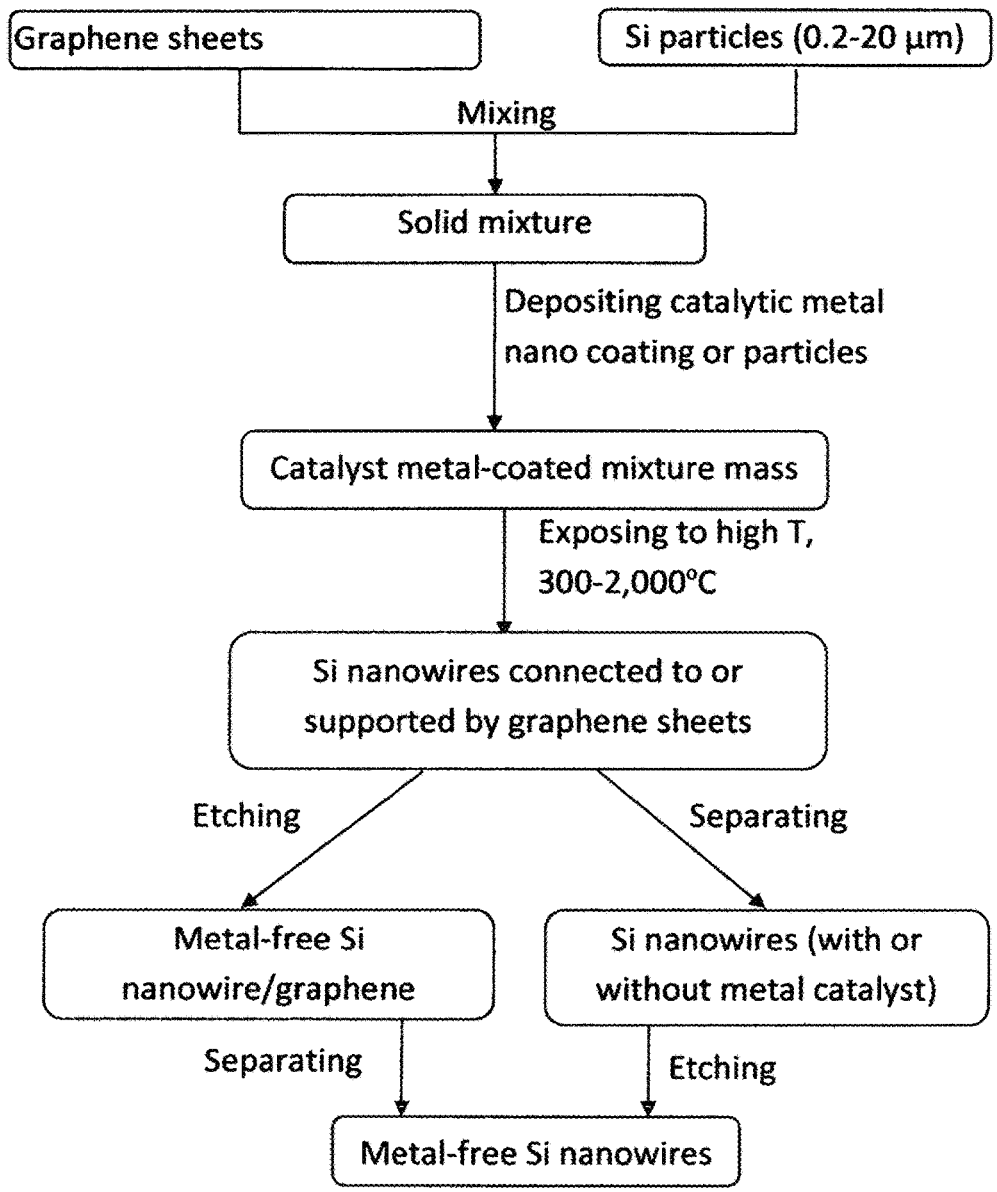 Graphene sheets
Si particles (0.2-20 μm)
Mixing
Solid mixture
Depositing catalytic metal
nano coating or particles
Catalyst metal-coated mixture mass
Exposing to high T,
300-2,000°C
Si nanowires connected to or
supported by graphene sheets
Etching
Separating
Metal-free Si
nanowire/graphene
Si nanowires (with or
without metal catalyst)
Separating
Etching
Metal-free Si nanowires